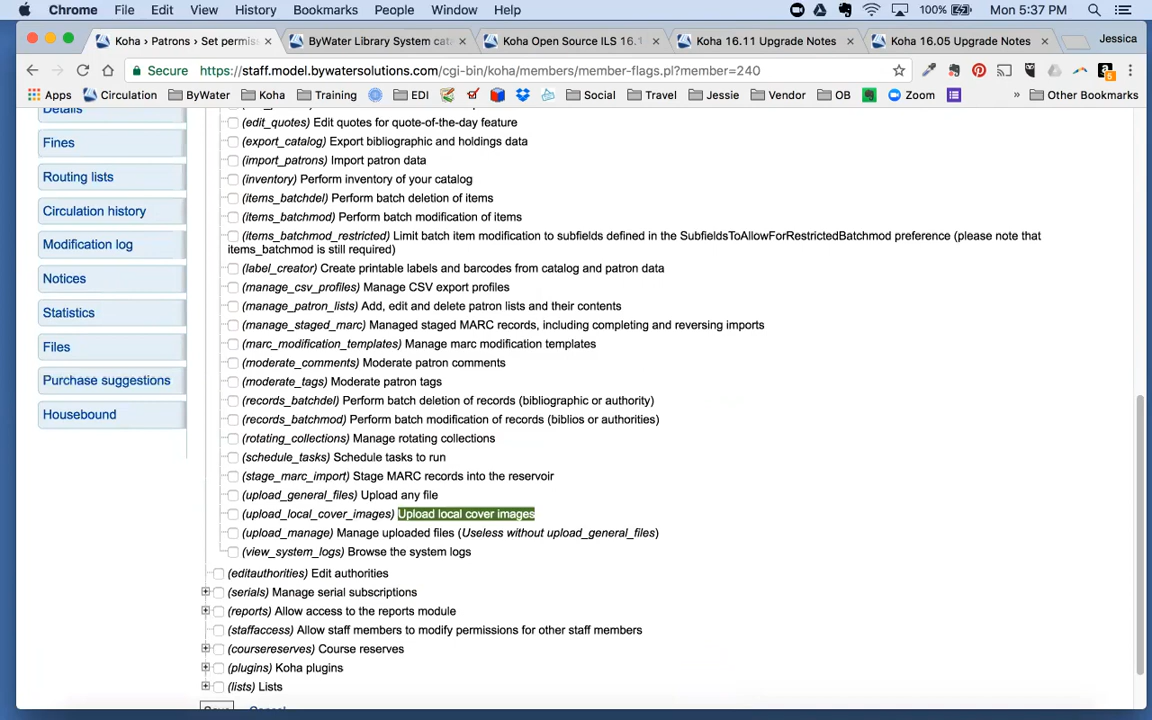 Chrome File Edit View History Bookmarks People Window Help 100% Mon 5:37 PM
Koha › Patrons › Set permis × ByWater Library System cat × Koha Open Source ILS 16.1 × Koha 16.11 Upgrade Notes × Koha 16.05 Upgrade Notes × Jessica
Secure https://staff.model.bywatersolutions.com/cgi-bin/koha/members/member-flags.pl?member=240
Apps Circulation ByWater Koha Training EDI Social Travel Jessie Vendor OB Zoom » Other Bookmarks
Details
Fines
Routing lists
Circulation history
Modification log
Notices
Statistics
Files
Purchase suggestions
Housebound
(edit_quotes) Edit quotes for quote-of-the-day feature
(export_catalog) Export bibliographic and holdings data
(import_patrons) Import patron data
(inventory) Perform inventory of your catalog
(items_batchdel) Perform batch deletion of items
(items_batchmod) Perform batch modification of items
(items_batchmod_restricted) Limit batch item modification to subfields defined in the SubfieldsToAllowForRestrictedBatchmod preference (please note that
items_batchmod is still required)
(label_creator) Create printable labels and barcodes from catalog and patron data
(manage_csv_profiles) Manage CSV export profiles
(manage_patron_lists) Add, edit and delete patron lists and their contents
(manage_staged_marc) Managed staged MARC records, including completing and reversing imports
(marc_modification_templates) Manage marc modification templates
(moderate_comments) Moderate patron comments
(moderate_tags) Moderate patron tags
(records_batchdel) Perform batch deletion of records (bibliographic or authority)
(records_batchmod) Perform batch modification of records (biblios or authorities)
(rotating_collections) Manage rotating collections
(schedule_tasks) Schedule tasks to run
(stage_marc_import) Stage MARC records into the reservoir
(upload_general_files) Upload any file
(upload_local_cover_images) Upload local cover images
(upload_manage) Manage uploaded files (Useless without upload_general_files)
(view_system_logs) Browse the system logs
(editauthorities) Edit authorities
(serials) Manage serial subscriptions
(reports) Allow access to the reports module
(staffaccess) Allow staff members to modify permissions for other staff members
(coursereserves) Course reserves
(plugins) Koha plugins
(lists) Lists
Save Cancel